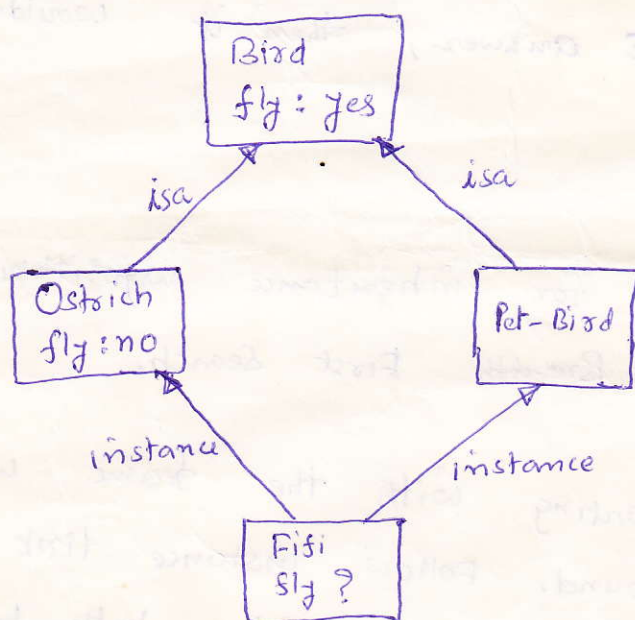 Bird
fly : yes
isa
isa
Ostrich
fly : no
Pet-Bird
instance
instance
Fifi
fly ?